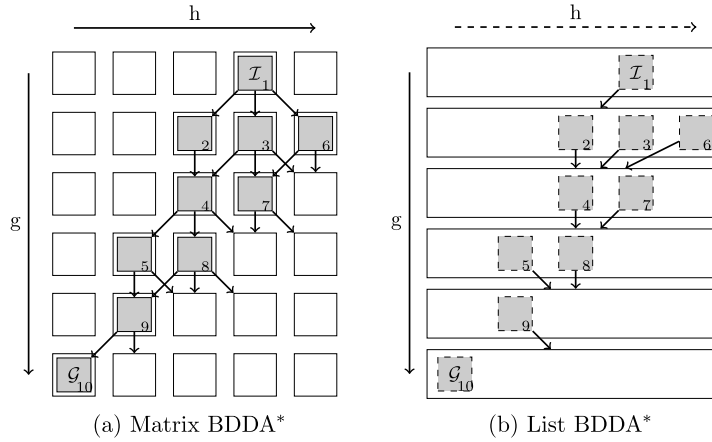 h
g
𝓘 1
2 3 6
4 7
5 8
9
𝓖 10
(a) Matrix BDDA*
h
g
𝓘 1
2 3 6
4 7
5 8
9
𝓖 10
(b) List BDDA*